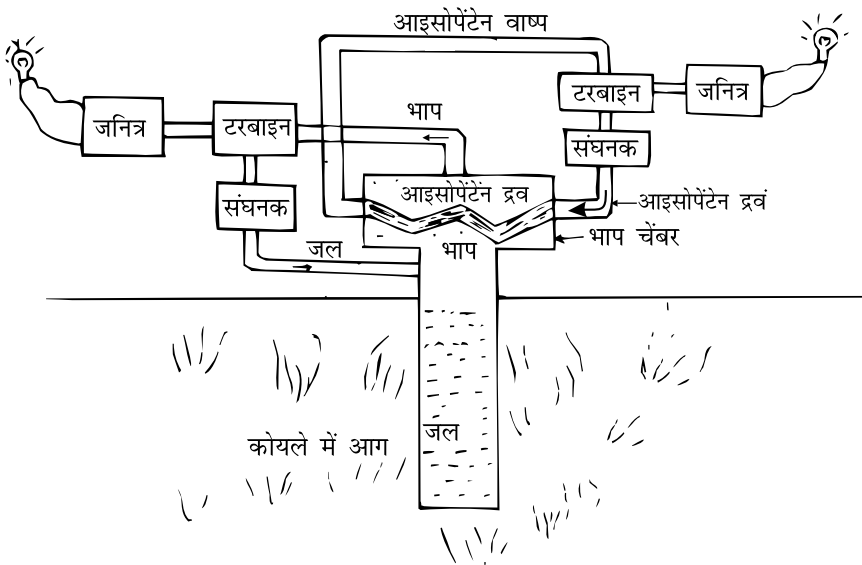 आइसोपेंटेन वाष्प
जनित्र
टरबाइन
भाप
टरबाइन
जनित्र
संघनक
संघनक
आइसोपेंटेन द्रव
आइसोपेंटेन द्रवं
जल
भाप
भाप चेंबर
कोयले में आग
जल